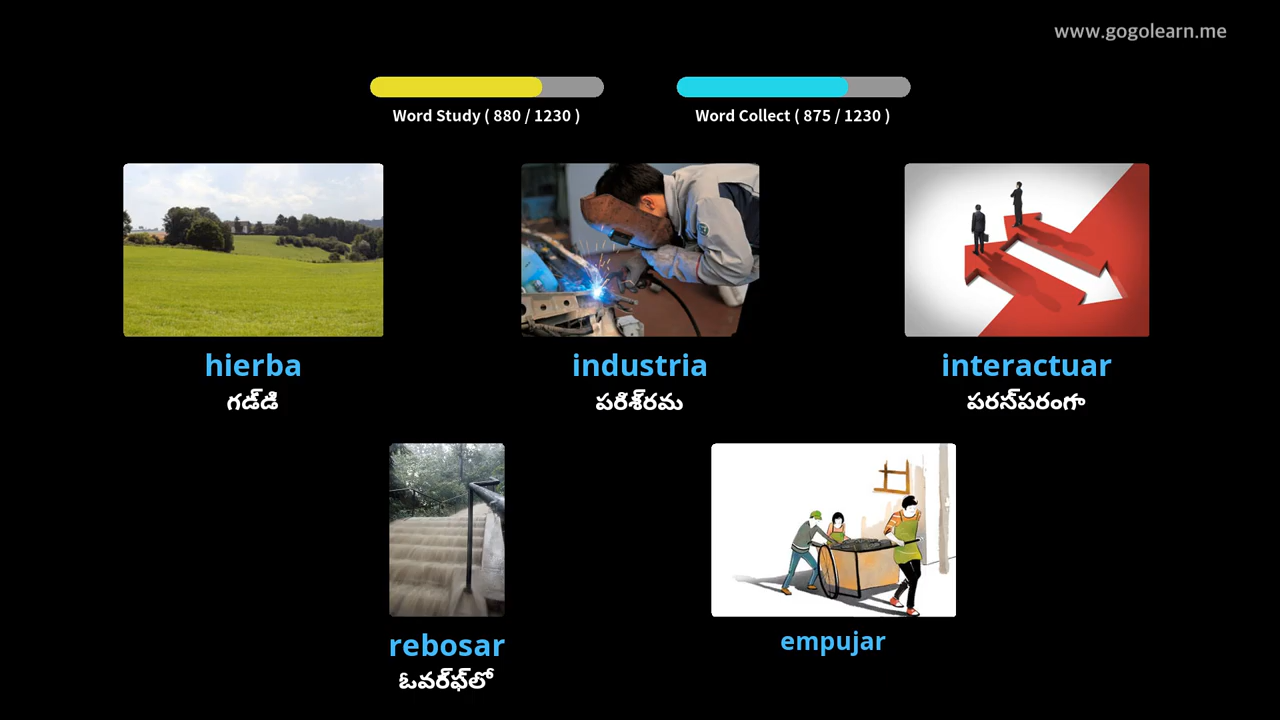 www.gogolearn.me
Word Study ( 880 / 1230 )
Word Collect ( 875 / 1230 )
hierba
గడ్‌డి
industria
పరిశ్‌రమ
interactuar
పరస్‌పరంగా
rebosar
ఓవర్‌ఫ్‌లో
empujar